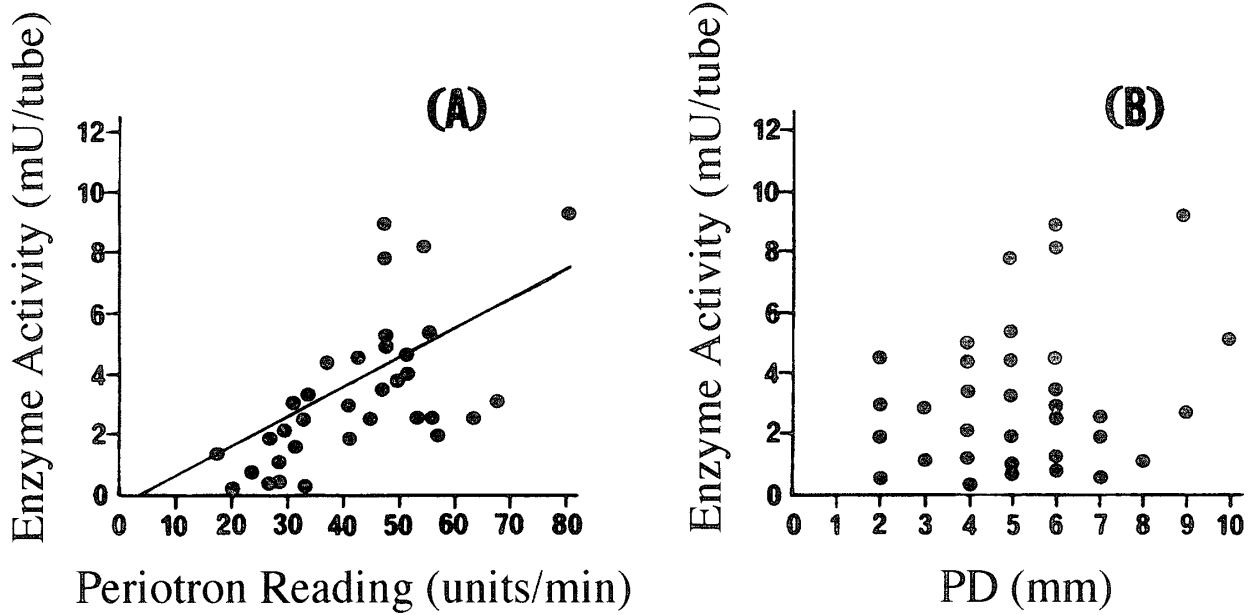 (A)
Enzyme Activity (mU/tube)
12
10
8
6
4
2
0
0 10 20 30 40 50 60 70 80
Periotron Reading (units/min)
(B)
Enzyme Activity (mU/tube)
12
10
8
6
4
2
0
0 1 2 3 4 5 6 7 8 9 10
PD (mm)